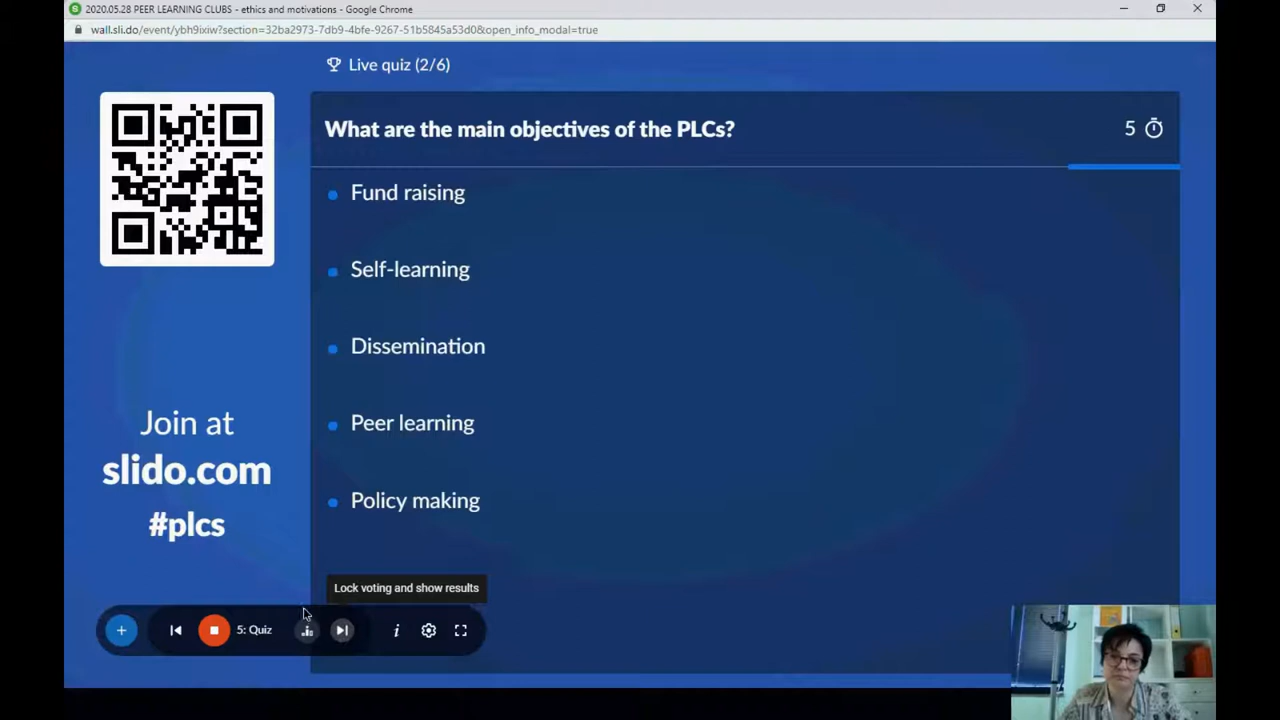 2020.05.28 PEER LEARNING CLUBS - ethics and motivations - Google Chrome
wall.sli.do/event/ybh9ixiw?section=32ba2973-7db9-4bfe-9267-51b5845a53d0&open_info_modal=true
Live quiz (2/6)
What are the main objectives of the PLCs?
5
Fund raising
Self-learning
Dissemination
Peer learning
Policy making
Join at
slido.com
#plcs
Lock voting and show results
5: Quiz